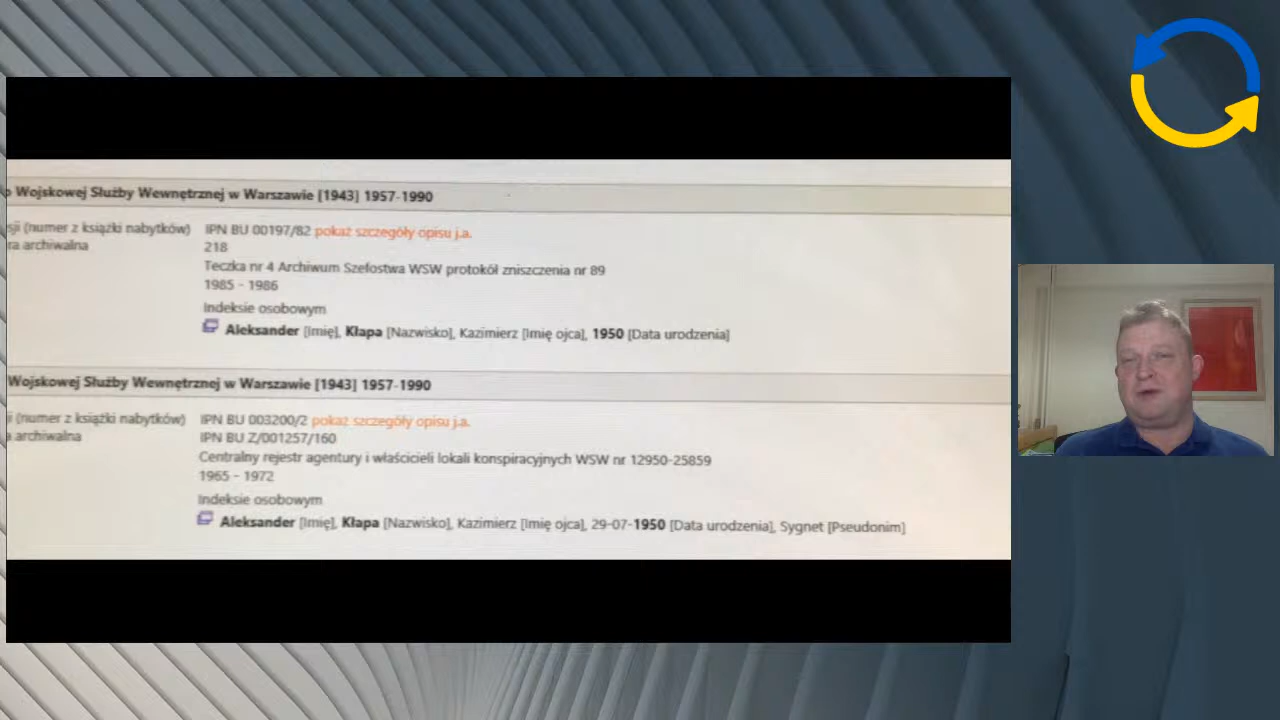 Wojskowej Służby Wewnętrznej w Warszawie [1943] 1957-1990
sji (numer z książki nabytków) IPN BU 00197/82 pokaż szczegóły opisu j.a.
ra archiwalna 218
Teczka nr 4 Archiwum Szefostwa WSW protokół zniszczenia nr 89
1985 - 1986
Indeksie osobowym
Aleksander [Imię], Kłapa [Nazwisko], Kazimierz [Imię ojca], 1950 [Data urodzenia]
Wojskowej Służby Wewnętrznej w Warszawie [1943] 1957-1990
ji (numer z książki nabytków) IPN BU 003200/2 pokaż szczegóły opisu j.a.
a archiwalna IPN BU Z/001257/160
Centralny rejestr agentury i właścicieli lokali konspiracyjnych WSW nr 12950-25859
1965 - 1972
Indeksie osobowym
Aleksander [Imię], Kłapa [Nazwisko], Kazimierz [Imię ojca], 29-07-1950 [Data urodzenia], Sygnet [Pseudonim]